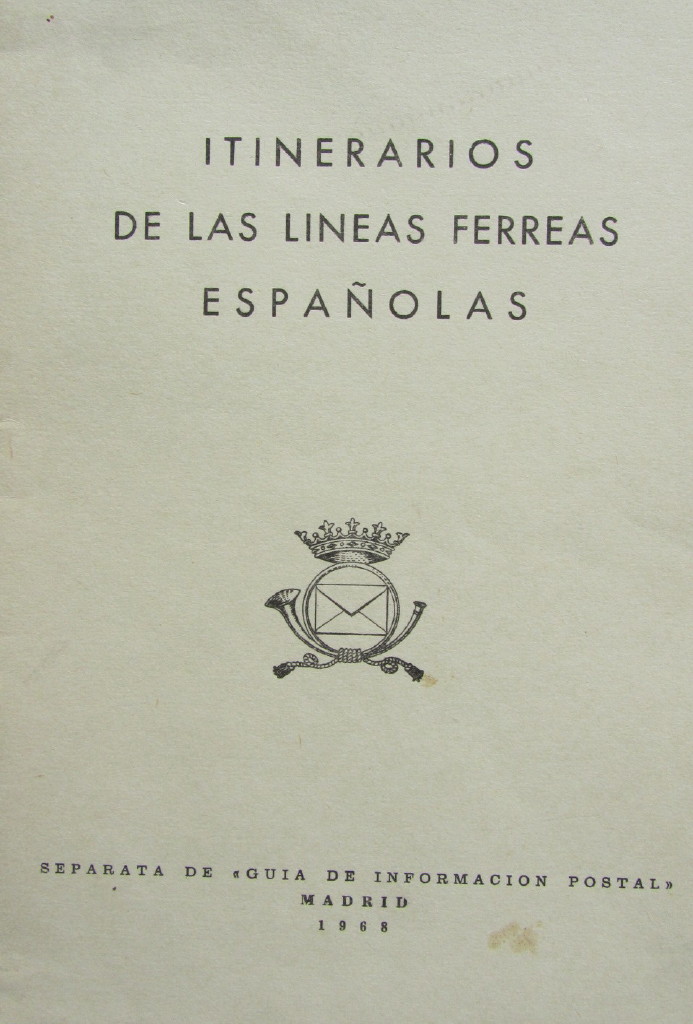 ITINERARIOS
DE LAS LINEAS FERREAS
ESPAÑOLAS
SEPARATA DE «GUIA DE INFORMACION POSTAL»
MADRID
1968